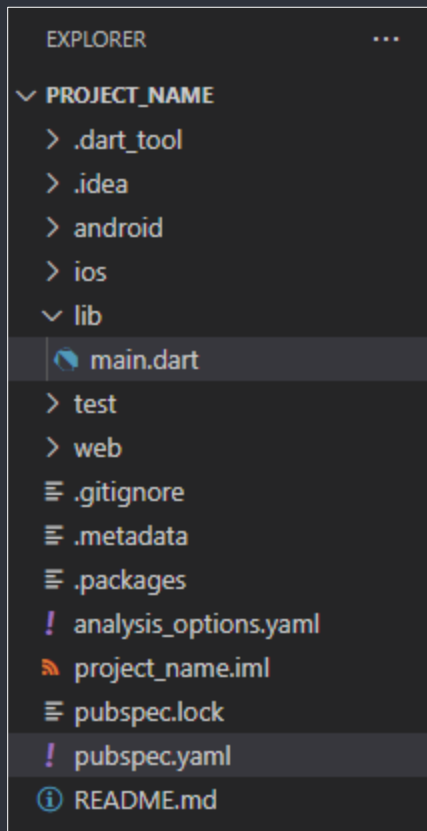 EXPLORER ...
PROJECT_NAME
.dart_tool
.idea
android
ios
lib
main.dart
test
web
.gitignore
.metadata
.packages
analysis_options.yaml
project_name.iml
pubspec.lock
pubspec.yaml
README.md